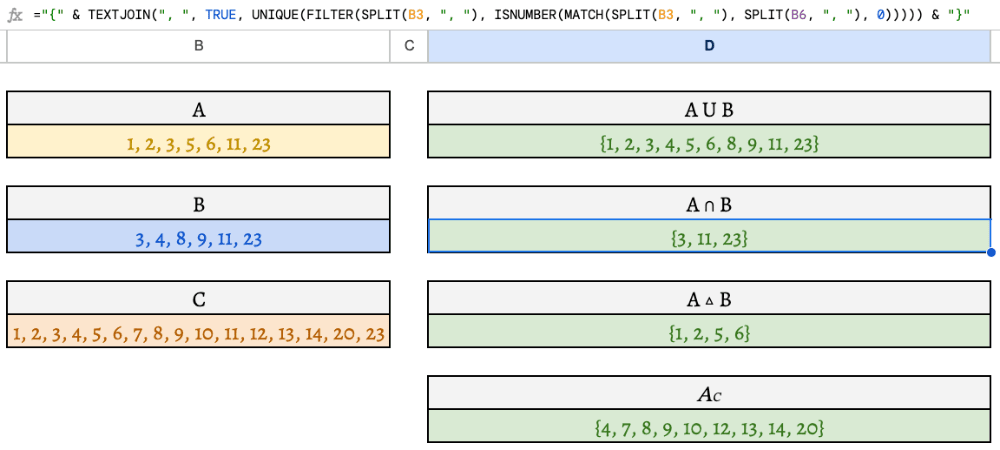 fx ="{" & TEXTJOIN(", ", TRUE, UNIQUE(FILTER(SPLIT(B3, ", "), ISNUMBER(MATCH(SPLIT(B3, ", "), SPLIT(B6, ", "), 0))))) & "}"
B C D
A
1, 2, 3, 5, 6, 11, 23
A U B
{1, 2, 3, 4, 5, 6, 8, 9, 11, 23}
B
3, 4, 8, 9, 11, 23
A ∩ B
{3, 11, 23}
C
1, 2, 3, 4, 5, 6, 7, 8, 9, 10, 11, 12, 13, 14, 20, 23
A ▵ B
{1, 2, 5, 6}
Ac
{4, 7, 8, 9, 10, 12, 13, 14, 20}